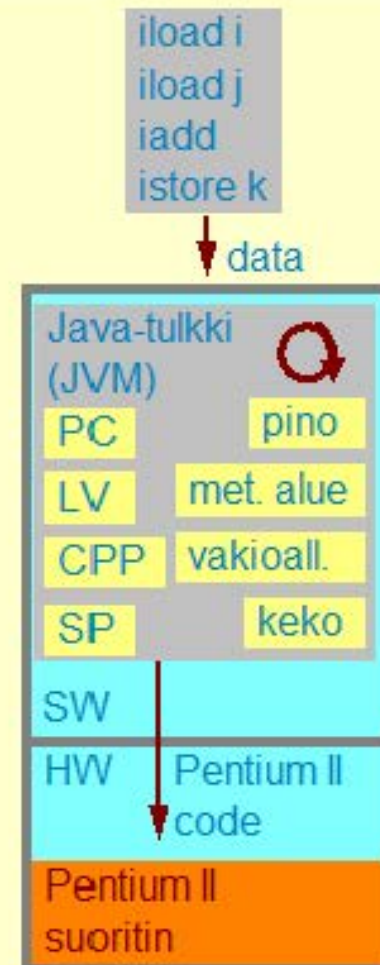 iload i
iload j
iadd
istore k
data
Java-tulkki
(JVM)
PC
pino
LV
met. alue
CPP
vakioall.
SP
keko
SW
HW
Pentium II
code
Pentium II
suoritin